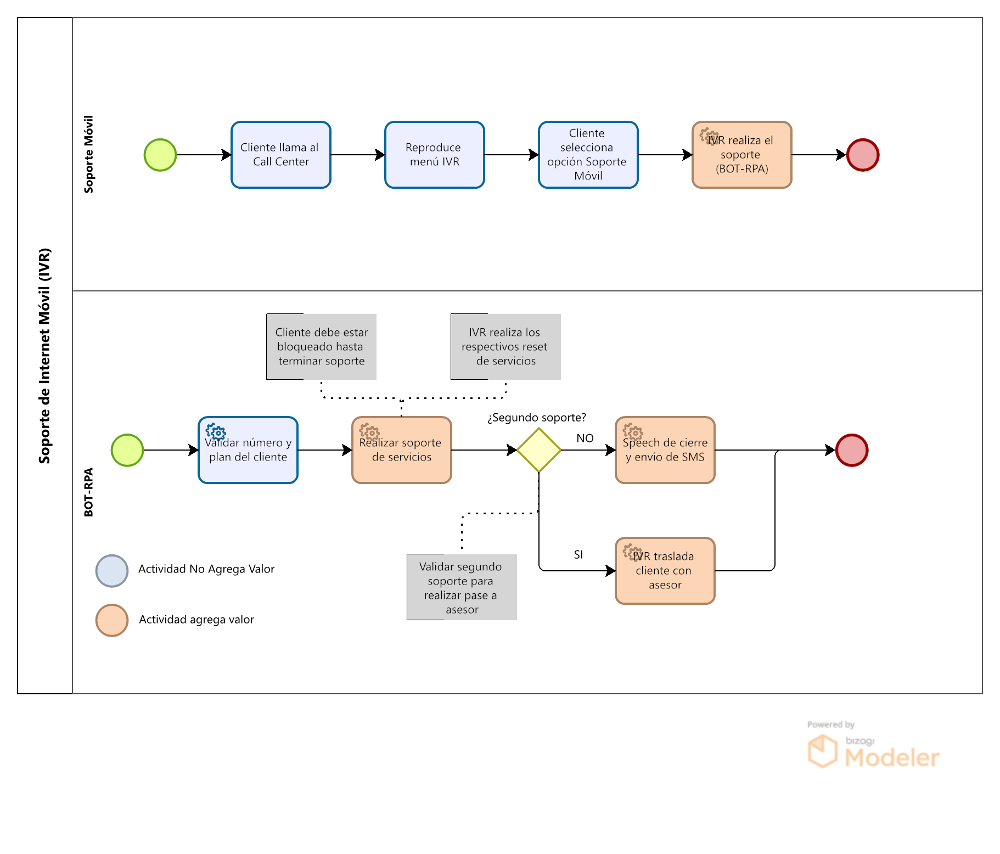 Soporte de Internet Móvil (IVR)
Soporte Móvil
Cliente llama al
Call Center
Reproduce
menú IVR
Cliente
selecciona
opción Soporte
Móvil
IVR realiza el
soporte
(BOT-RPA)
BOT-RPA
Cliente debe estar
bloqueado hasta
terminar soporte
IVR realiza los
respectivos reset
de servicios
Validar número y
plan del cliente
Realizar soporte
de servicios
¿Segundo soporte?
NO
Speech de cierre
y envío de SMS
SI
IVR traslada
cliente con
asesor
Validar segundo
soporte para
realizar pase a
asesor
Actividad No Agrega Valor
Actividad agrega valor
Powered by
bizagi
Modeler